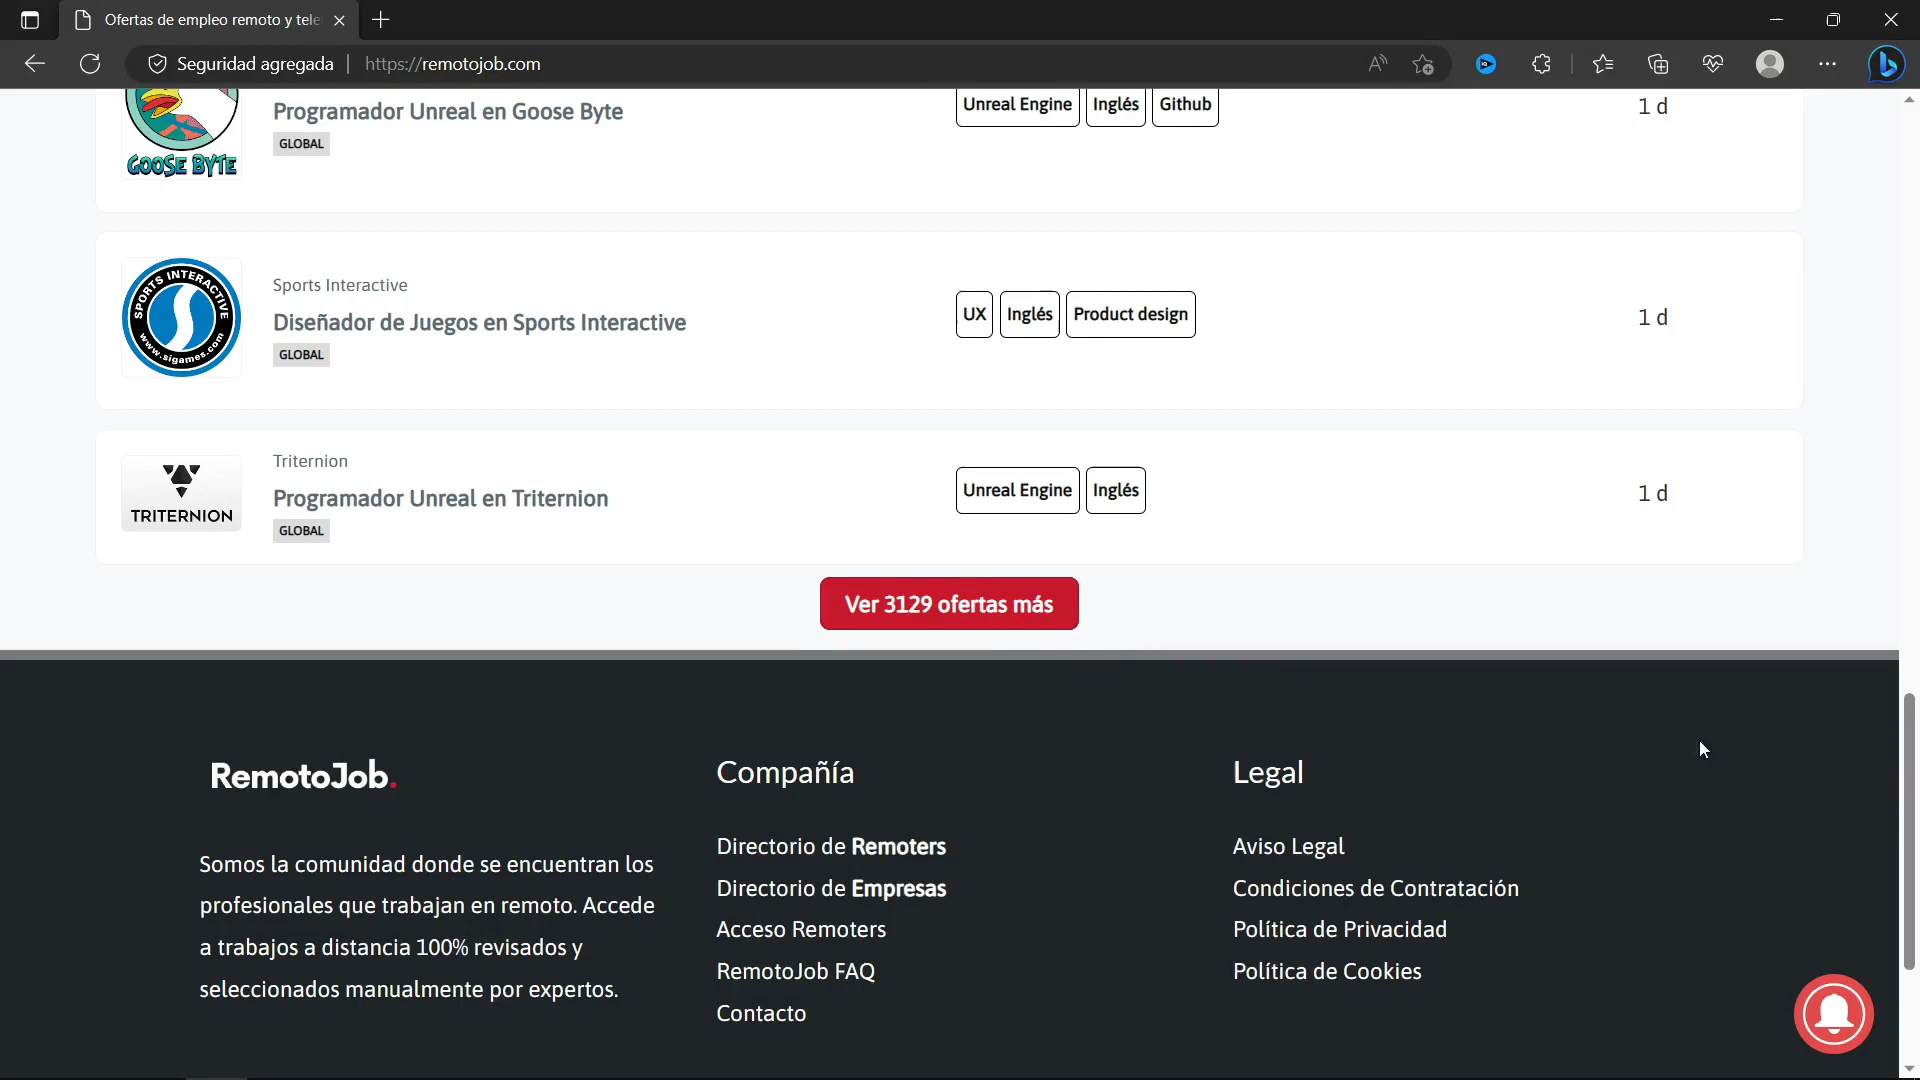 Ofertas de empleo remoto y tele
Seguridad agregada | https://remotojob.com
GOOSE BYTE
Programador Unreal en Goose Byte
GLOBAL
Unreal Engine Inglés Github
1 d
SPORTS INTERACTIVE
www.sigames.com
Sports Interactive
Diseñador de Juegos en Sports Interactive
GLOBAL
UX Inglés Product design
1 d
TRITERNION
Triternion
Programador Unreal en Triternion
GLOBAL
Unreal Engine Inglés
1 d
Ver 3129 ofertas más
RemotoJob.
Somos la comunidad donde se encuentran los
profesionales que trabajan en remoto. Accede
a trabajos a distancia 100% revisados y
seleccionados manualmente por expertos.
Compañía
Directorio de Remoters
Directorio de Empresas
Acceso Remoters
RemotoJob FAQ
Contacto
Legal
Aviso Legal
Condiciones de Contratación
Política de Privacidad
Política de Cookies